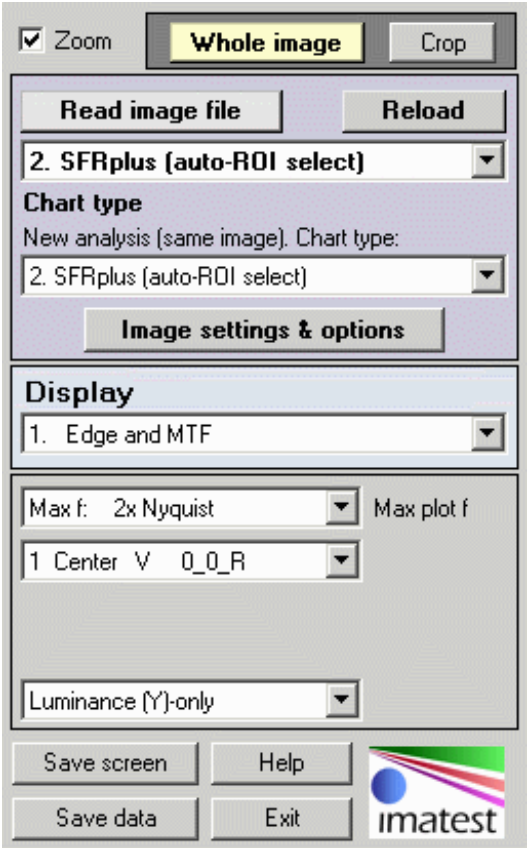 Zoom
Whole image
Crop
Read image file
Reload
2. SFRplus (auto-ROI select)
Chart type
New analysis (same image). Chart type:
2. SFRplus (auto-ROI select)
Image settings & options
Display
1. Edge and MTF
Max f: 2x Nyquist
Max plot f
1 Center V 0_0_R
Luminance (Y)-only
Save screen
Help
Save data
Exit
imatest